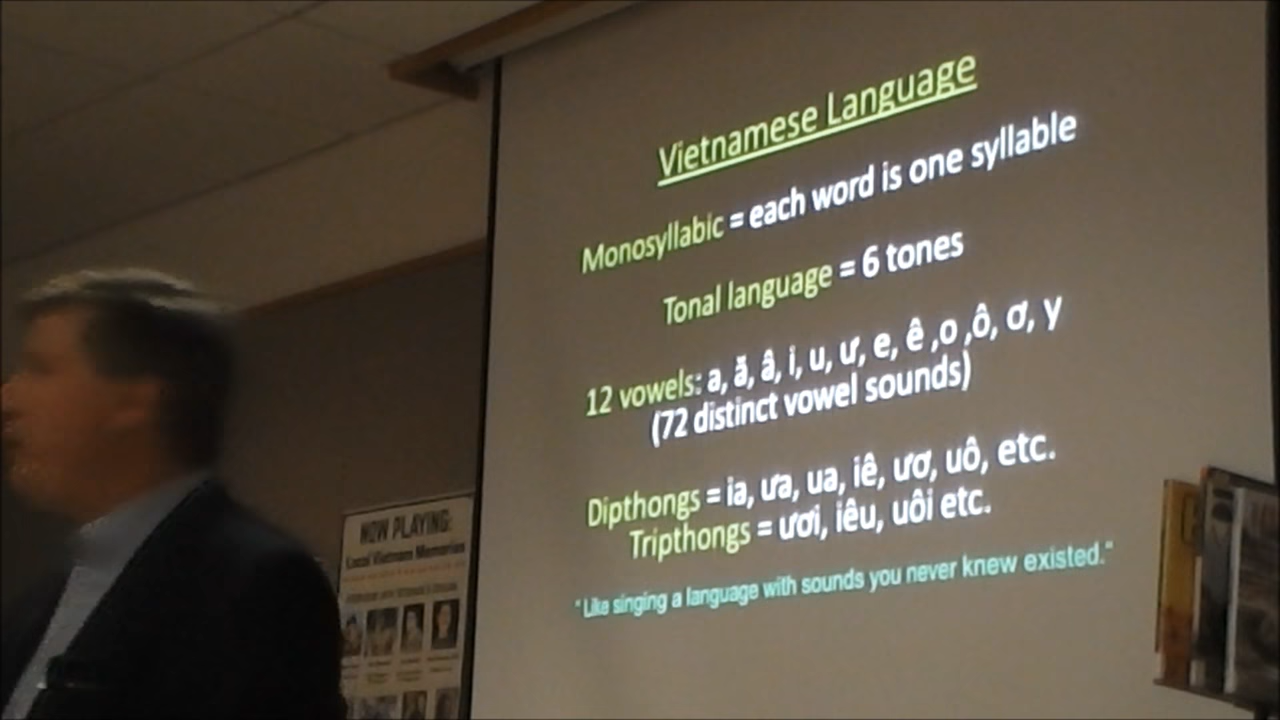 Vietnamese Language
Monosyllabic = each word is one syllable
Tonal language = 6 tones
12 vowels: a, ă, â, i, u, ư, e, ê ,o ,ô, ơ, y
(72 distinct vowel sounds)
Dipthongs = ia, ưa, ua, iê, ươ, uô, etc.
Tripthongs = ươi, iêu, uôi etc.
"Like singing a language with sounds you never knew existed."
NOW PLAYING:
Local Vietnam Memories